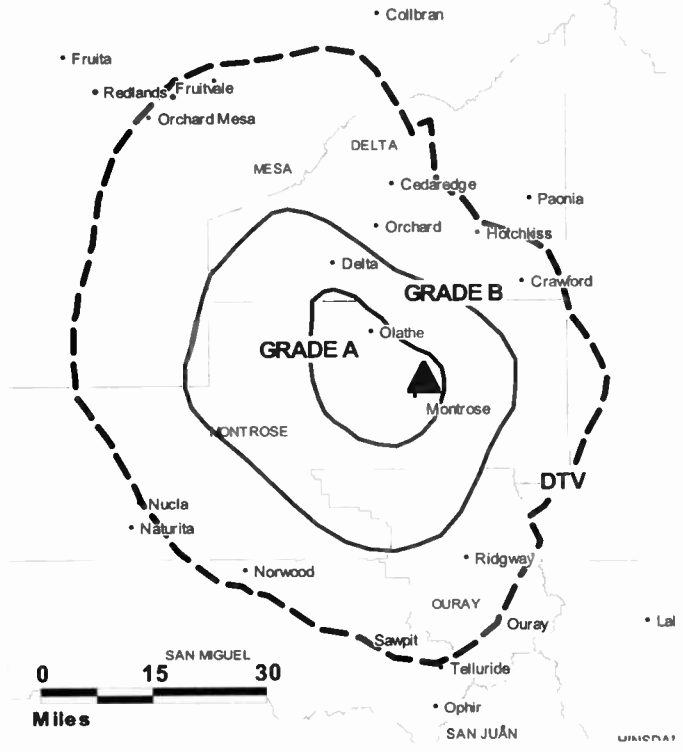 Collbran
Fruita
Redlands
Fruitvale
Orchard Mesa
DELTA
MESA
Cedaredge
Paonia
Orchard
Hotchkiss
Delta
Crawford
GRADE B
Olathe
GRADE A
Montrose
MONTROSE
DTV
Nucla
Naturita
Ridgway
Norwood
OURAY
Ouray
Sawpit
SAN MIGUEL
Telluride
0 15 30
Miles
Ophir
SAN JUAN